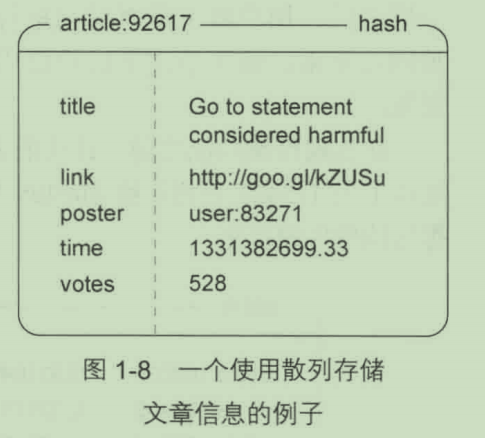 article:92617 hash
title Go to statement
considered harmful
link http://goo.gl/kZUSu
poster user:83271
time 1331382699.33
votes 528
图 1-8 一个使用散列存储
文章信息的例子